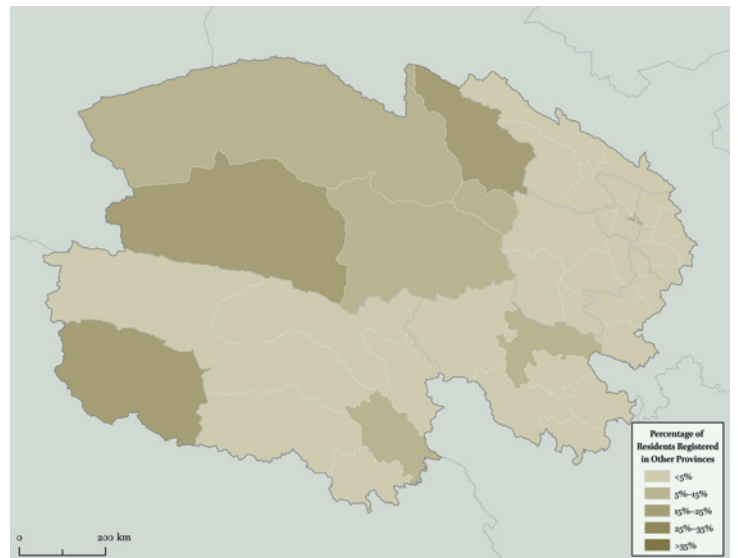 Percentage of
Residents Registered
in Other Provinces
<5%
5%–15%
15%–25%
25%–35%
>35%
0 200 km